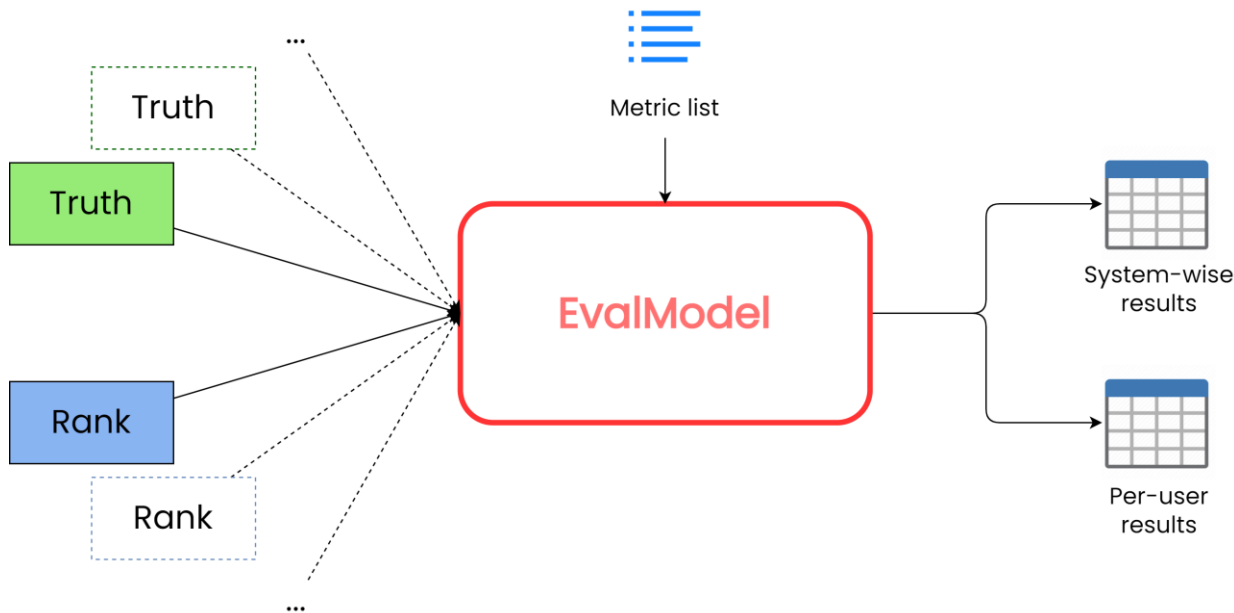 ...
Truth
Truth
Rank
Rank
...
Metric list
EvalModel
System-wise
results
Per-user
results